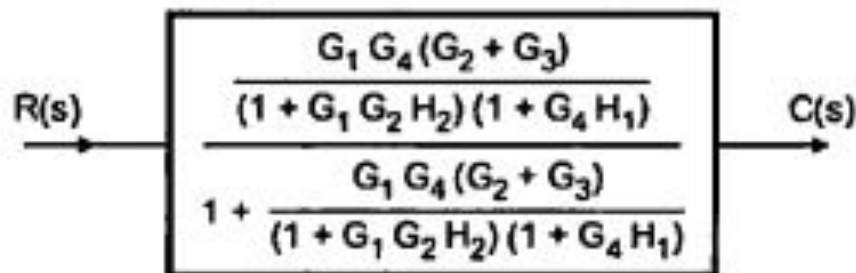 G₁ G₄ (G₂ + G₃)
(1 + G₁ G₂ H₂) (1 + G₄ H₁)
R(s) C(s)
1 + G₁ G₄ (G₂ + G₃)
(1 + G₁ G₂ H₂) (1 + G₄ H₁)